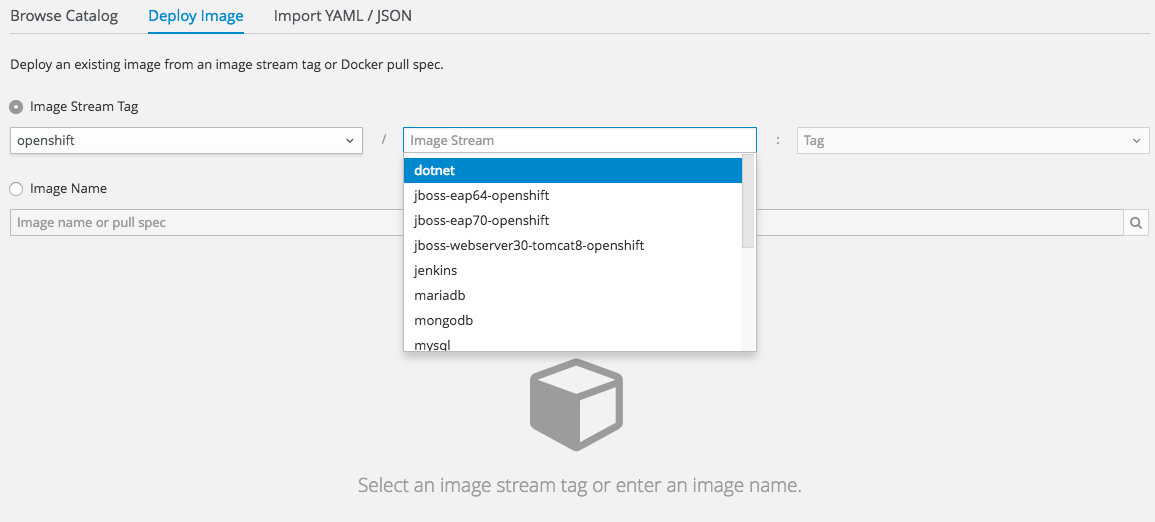 Browse Catalog Deploy Image Import YAML / JSON
Deploy an existing image from an image stream tag or Docker pull spec.
Image Stream Tag
openshift / Image Stream : Tag
dotnet
Image Name
jboss-eap64-openshift
jboss-eap70-openshift
Image name or pull spec
jboss-webserver30-tomcat8-openshift
jenkins
mariadb
mongodb
mysql
Select an image stream tag or enter an image name.